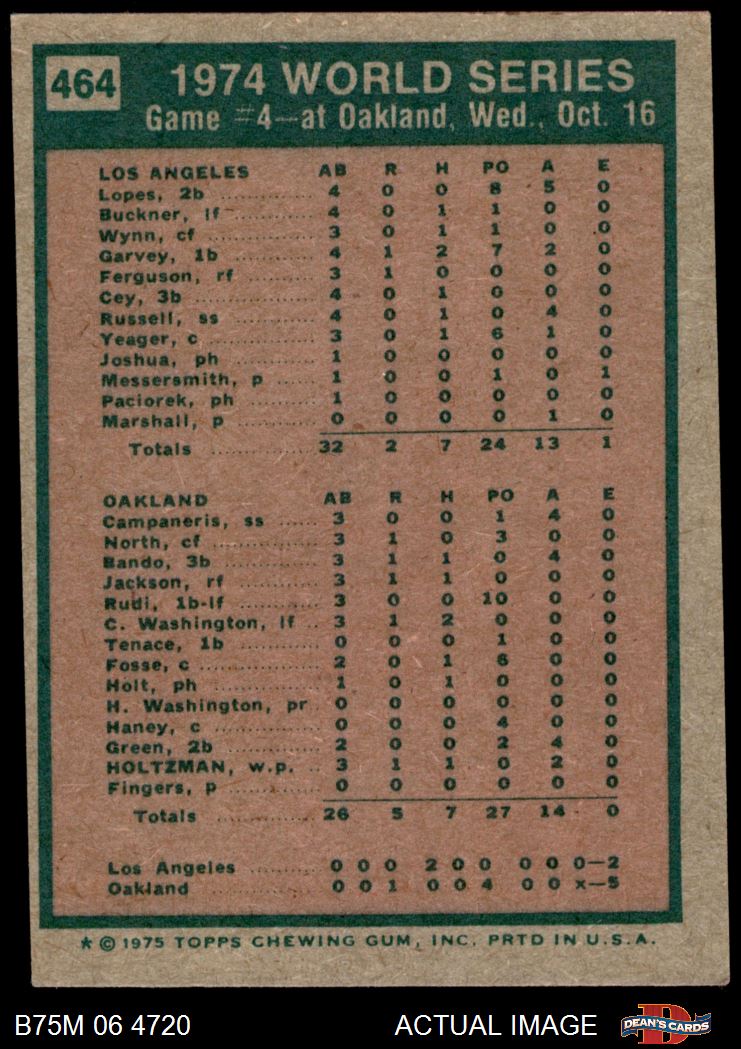 464
1974 WORLD SERIES
Game #4—at Oakland, Wed., Oct. 16
LOS ANGELES AB R H PO A E
Lopes, 2b 4 0 0 8 5 0
Buckner, lf 4 0 1 1 0 0
Wynn, cf 3 0 1 1 0 0
Garvey, 1b 4 1 2 7 2 0
Ferguson, rf 3 1 0 0 0 0
Cey, 3b 4 0 1 0 0 0
Russell, ss 4 0 1 0 4 0
Yeager, c 3 0 1 6 1 0
Joshua, ph 1 0 0 0 0 0
Messersmith, p 1 0 0 1 0 1
Paciorek, ph 1 0 0 0 0 0
Marshall, p 0 0 0 0 1 0
Totals 32 2 7 24 13 1
OAKLAND AB R H PO A E
Campaneris, ss 3 0 0 1 4 0
North, cf 3 1 0 3 0 0
Bando, 3b 3 1 1 0 4 0
Jackson, rf 3 1 1 0 0 0
Rudi, 1b-lf 3 0 0 10 0 0
C. Washington, lf 3 1 2 0 0 0
Tenace, 1b 0 0 0 1 0 0
Fosse, c 2 0 1 6 0 0
Holt, ph 1 0 1 0 0 0
H. Washington, pr 0 0 0 0 0 0
Haney, c 0 0 0 4 0 0
Green, 2b 2 0 0 2 4 0
HOLTZMAN, w.p. 3 1 1 0 2 0
Fingers, p 0 0 0 0 0 0
Totals 26 5 7 27 14 0
Los Angeles 0 0 0 2 0 0 0 0 0—2
Oakland 0 0 1 0 0 4 0 0 x—5
* © 1975 TOPPS CHEWING GUM, INC. PRTD IN U.S.A.
B75M 06 4720 ACTUAL IMAGE D DEAN'S CARDS